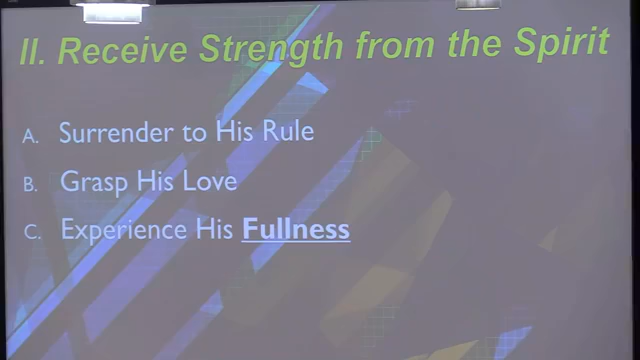 II. Receive Strength from the Spirit
A. Surrender to His Rule
B. Grasp His Love
C. Experience His Fullness